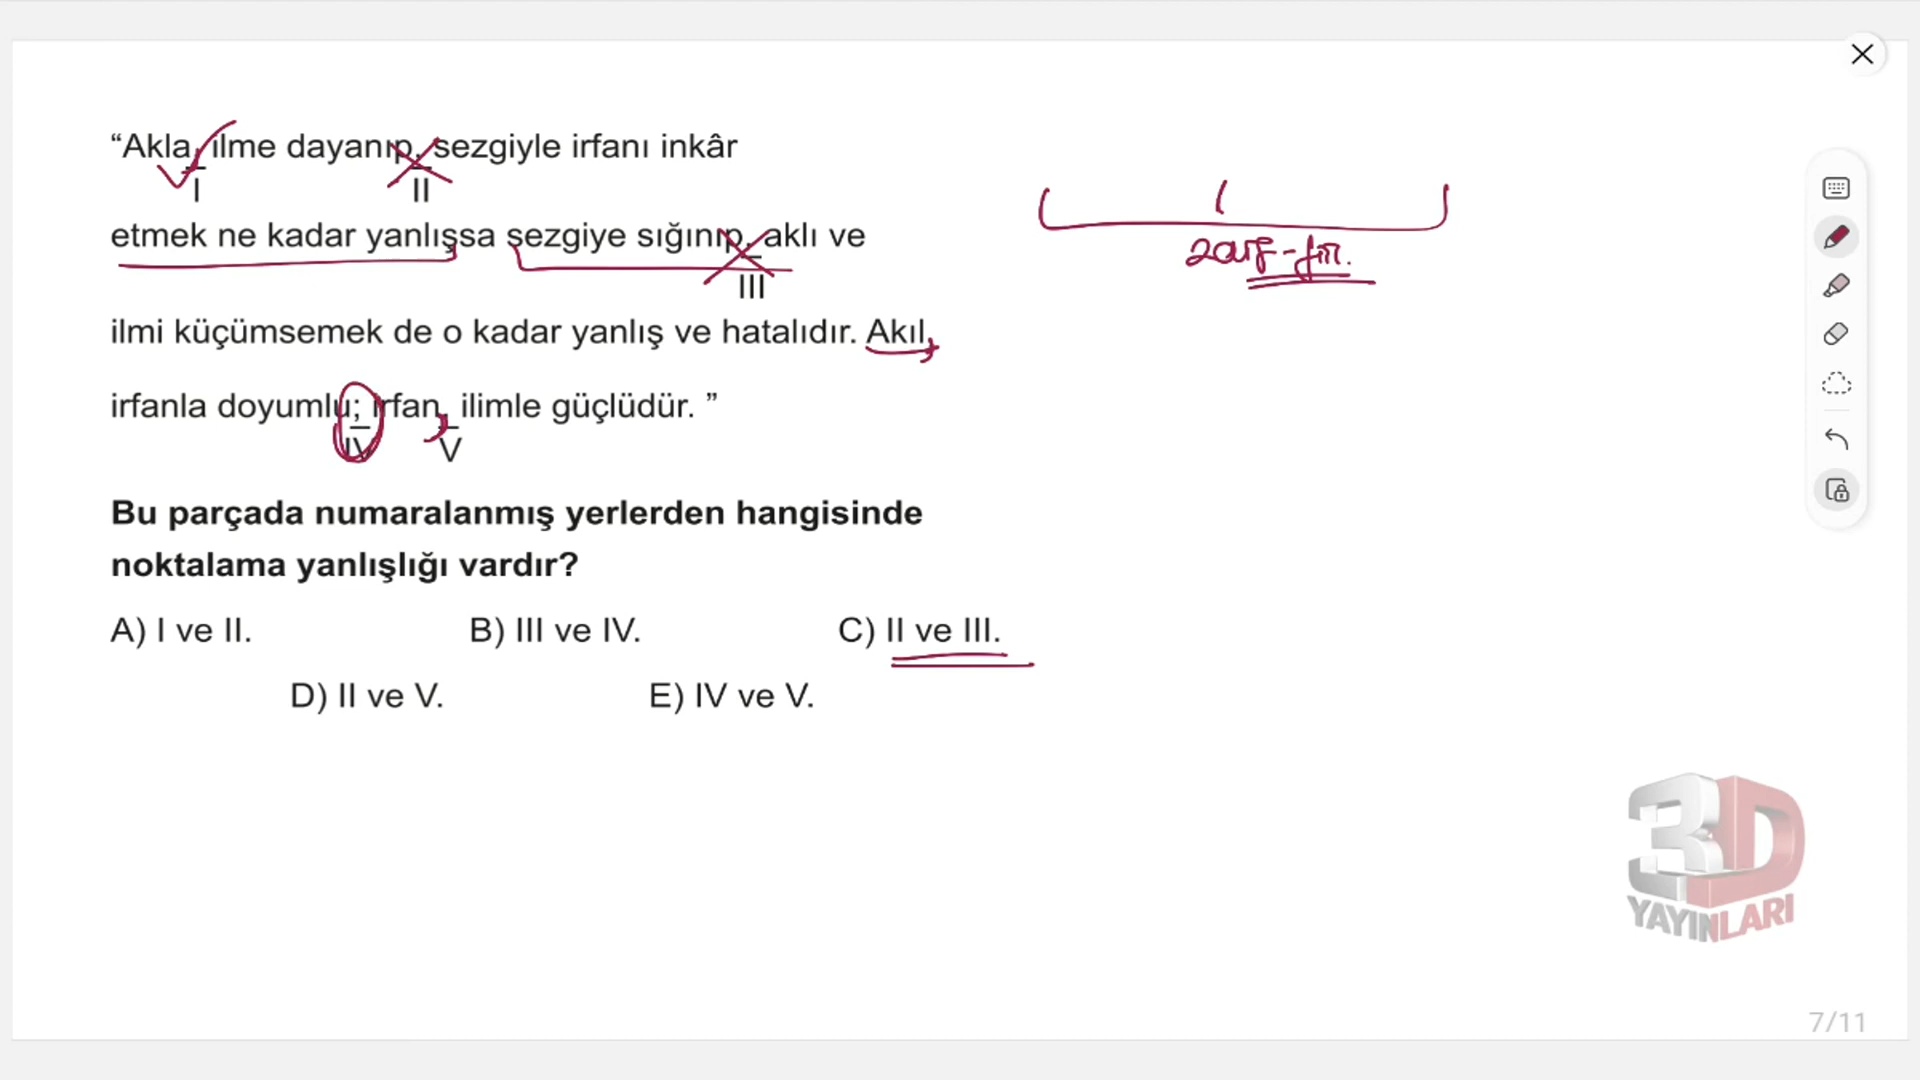 “Akla, ilme dayanıp, sezgiyle irfanı inkâr
I II
etmek ne kadar yanlışsa sezgiye sığınıp, aklı ve
III
ilmi küçümsemek de o kadar yanlış ve hatalıdır. Akıl,
irfanla doyumlu; irfan, ilimle güçlüdür. ”
IV V
zarf-fiil.
Bu parçada numaralanmış yerlerden hangisinde
noktalama yanlışlığı vardır?
A) I ve II. B) III ve IV. C) II ve III.
D) II ve V. E) IV ve V.
3D
YAYINLARI
7/11